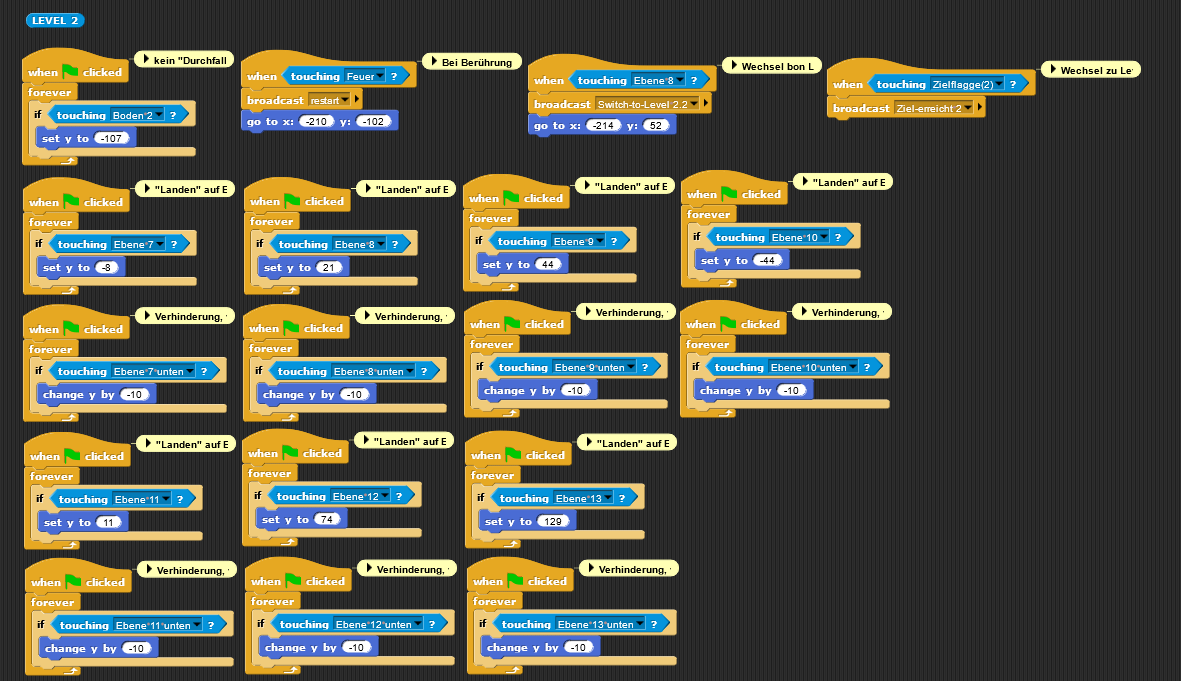 LEVEL 2
when clicked
forever
if touching Boden 2 ?
set y to -107
kein "Durchfall
when touching Feuer ?
broadcast restart
go to x: -210 y: -102
Bei Berührung
when touching Ebene 8 ?
broadcast Switch-to-Level 2.2
go to x: -214 y: 52
Wechsel bon L
when touching Zielflagge(2) ?
broadcast Ziel-erreicht 2
Wechsel zu Le
when clicked
forever
if touching Ebene 7 ?
set y to -8
"Landen" auf E
when clicked
forever
if touching Ebene 8 ?
set y to 21
"Landen" auf E
when clicked
forever
if touching Ebene 9 ?
set y to 44
"Landen" auf E
when clicked
forever
if touching Ebene 10 ?
set y to -44
"Landen" auf E
when clicked
forever
if touching Ebene 7 unten ?
change y by -10
Verhinderung,
when clicked
forever
if touching Ebene 8 unten ?
change y by -10
Verhinderung,
when clicked
forever
if touching Ebene 9 unten ?
change y by -10
Verhinderung,
when clicked
forever
if touching Ebene 10 unten ?
change y by -10
Verhinderung,
when clicked
forever
if touching Ebene 11 ?
set y to 11
"Landen" auf E
when clicked
forever
if touching Ebene 12 ?
set y to 74
"Landen" auf E
when clicked
forever
if touching Ebene 13 ?
set y to 129
"Landen" auf E
when clicked
forever
if touching Ebene 11 unten ?
change y by -10
Verhinderung,
when clicked
forever
if touching Ebene 12 unten ?
change y by -10
Verhinderung,
when clicked
forever
if touching Ebene 13 unten ?
change y by -10
Verhinderung,